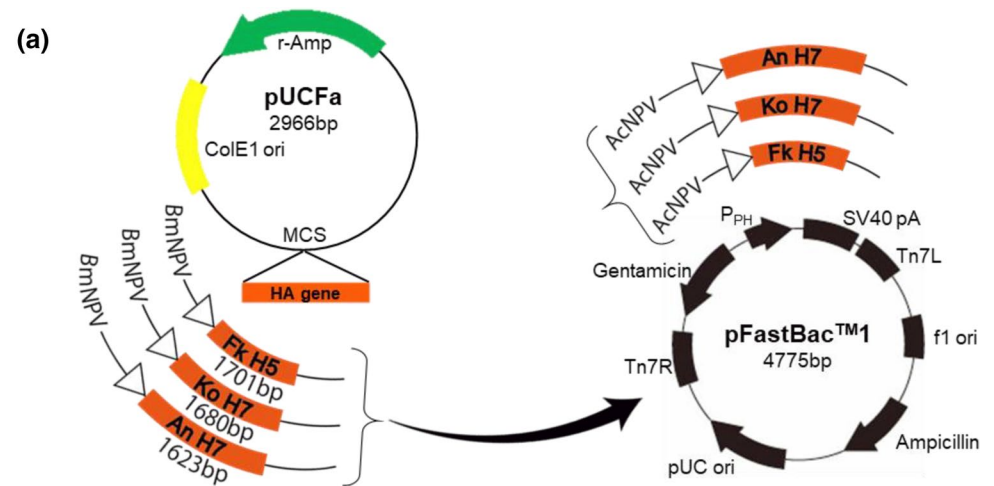 (a)
r-Amp
pUCFa
2966bp
ColE1 ori
MCS
HA gene
BmNPV
BmNPV
BmNPV
Fk H5
1701bp
Ko H7
1680bp
An H7
1623bp
AcNPV
An H7
AcNPV
Ko H7
AcNPV
Fk H5
PPH
SV40 pA
Gentamicin
Tn7L
pFastBac™1
4775bp
f1 ori
Tn7R
Ampicillin
pUC ori